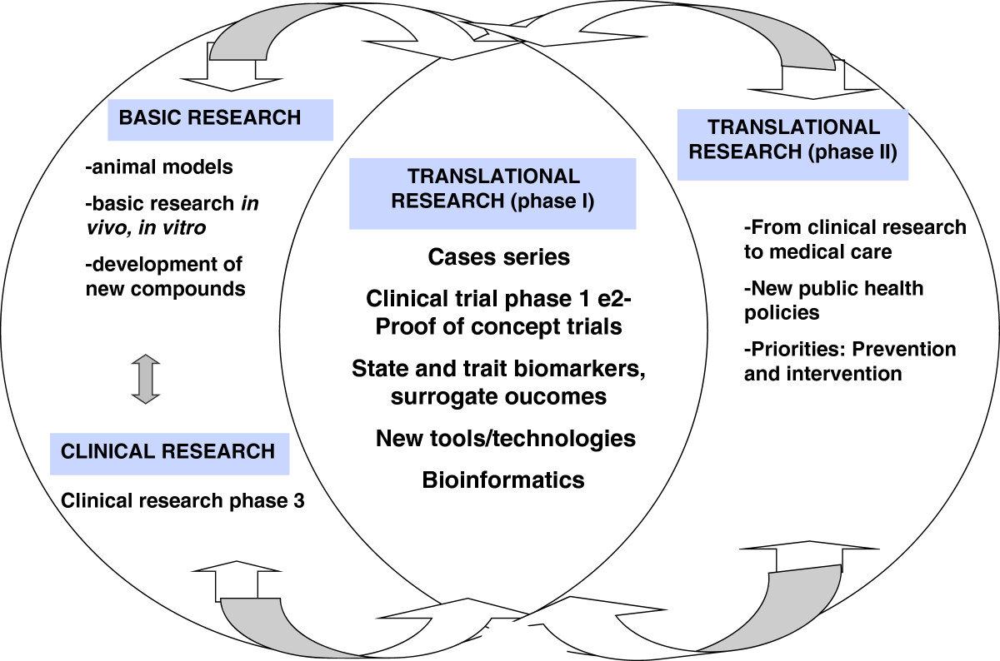 BASIC RESEARCH
-animal models
-basic research in
vivo, in vitro
-development of
new compounds
CLINICAL RESEARCH
Clinical research phase 3
TRANSLATIONAL
RESEARCH (phase I)
Cases series
Clinical trial phase 1 e2-
Proof of concept trials
State and trait biomarkers,
surrogate oucomes
New tools/technologies
Bioinformatics
TRANSLATIONAL
RESEARCH (phase II)
-From clinical research
to medical care
-New public health
policies
-Priorities: Prevention
and intervention